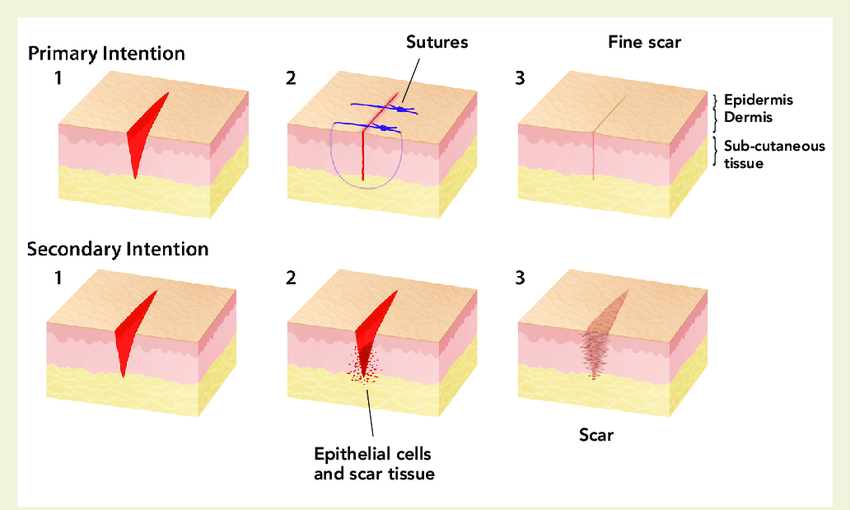 Primary Intention
1
2
Sutures
3
Fine scar
Epidermis
Dermis
Sub-cutaneous
tissue
Secondary Intention
1
2
3
Epithelial cells
and scar tissue
Scar